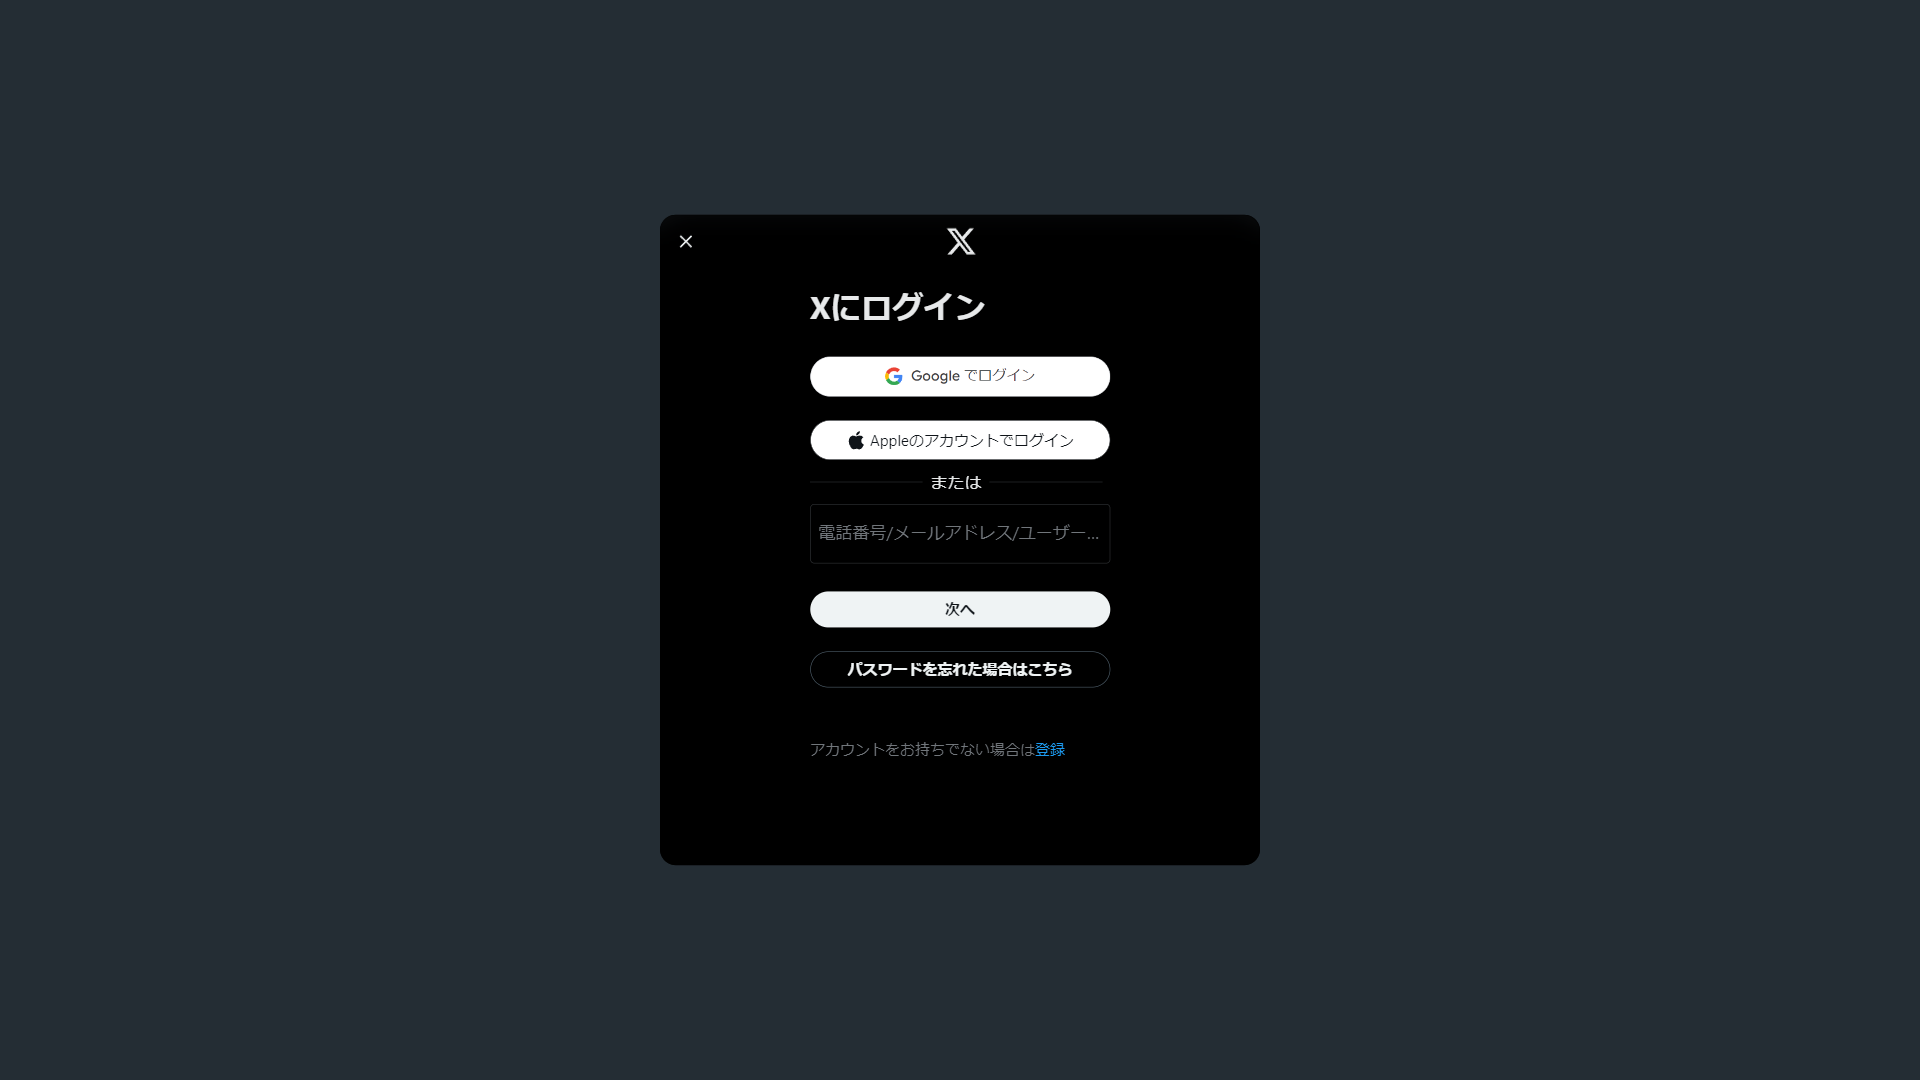 Xにログイン
Google でログイン
Appleのアカウントでログイン
または
電話番号/メールアドレス/ユーザー...
次へ
パスワードを忘れた場合はこちら
アカウントをお持ちでない場合は登録